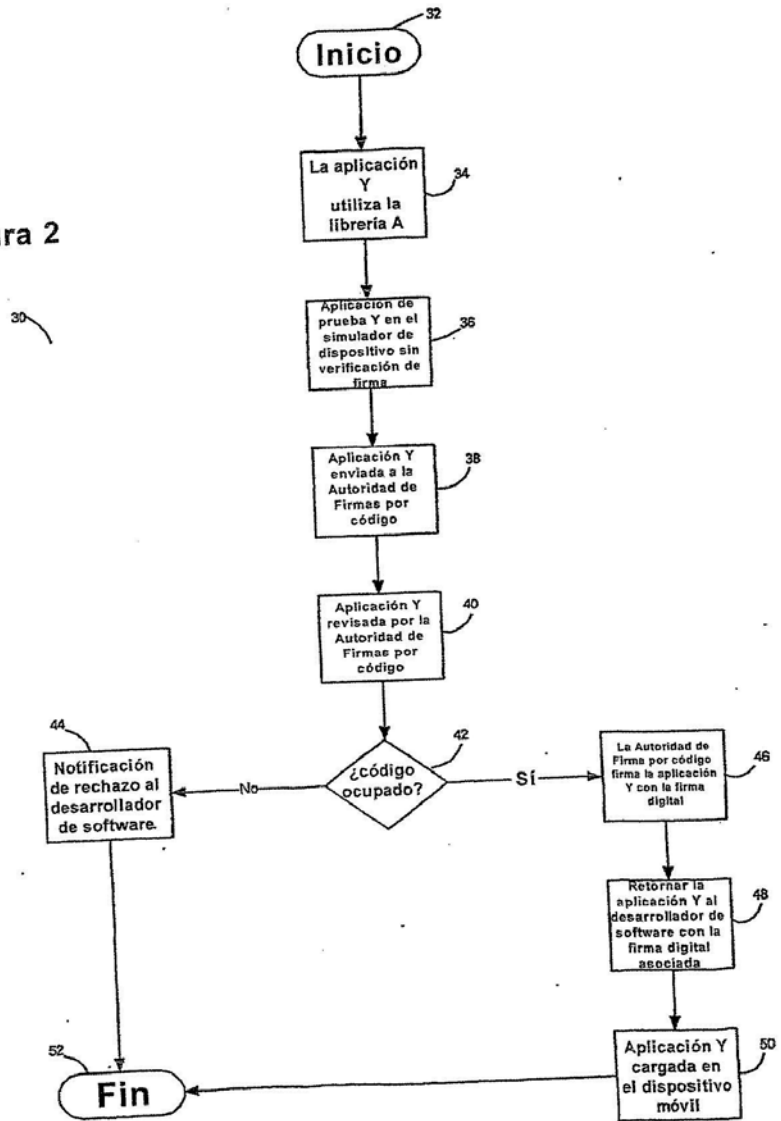 32
Inicio
La aplicación
Y
utiliza la
librería A
34
ura 2
30
Aplicación de
prueba Y en el
simulador de
dispositivo sin
verificación de
firma
36
Aplicación Y
enviada a la
Autoridad de
Firmas por
código
38
Aplicación Y
revisada por la
Autoridad de
Firmas por
código
40
44
Notificación
de rechazo al
desarrollador
de software.
No
42
¿código
ocupado?
Sí
La Autoridad de
Firma por código
firma la aplicación
Y con la firma
digital
46
Retornar la
aplicación Y al
desarrollador de
software con la
firma digital
asociada
48
52
Fin
Aplicación Y
cargada en
el dispositivo
móvil
50